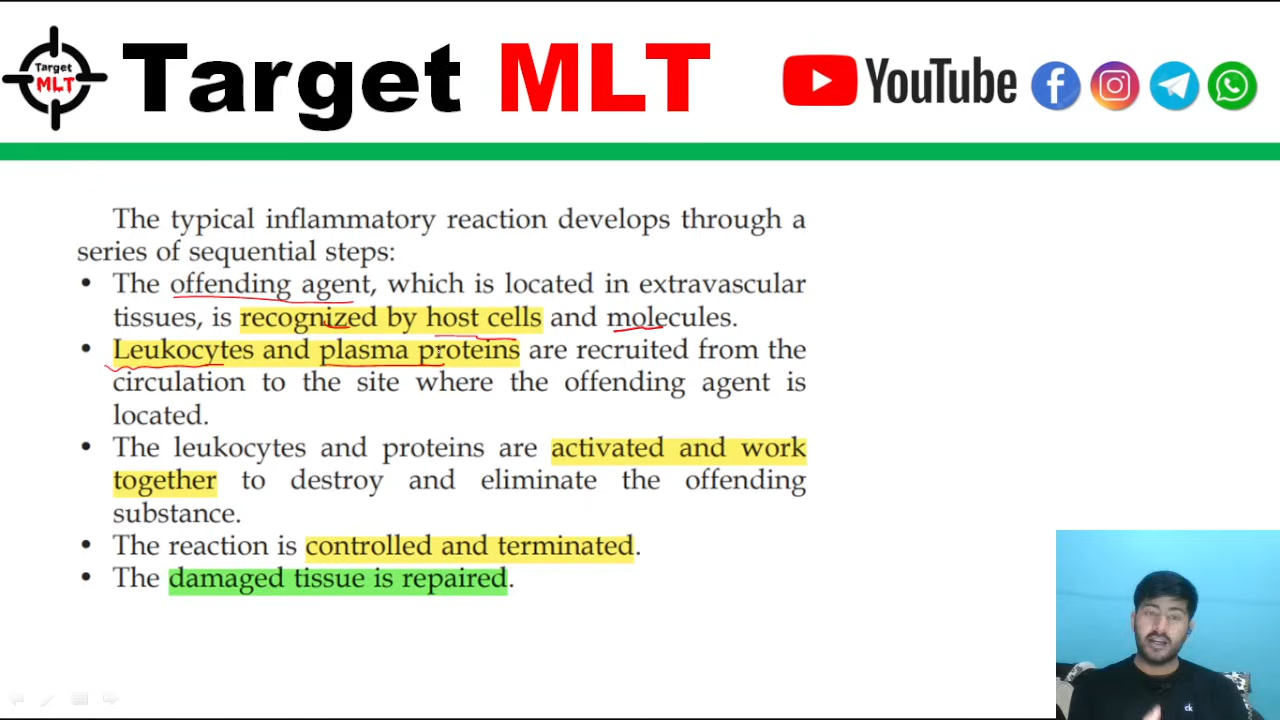 Target
MLT
Target MLT
YouTube
The typical inflammatory reaction develops through a
series of sequential steps:
• The offending agent, which is located in extravascular
tissues, is recognized by host cells and molecules.
• Leukocytes and plasma proteins are recruited from the
circulation to the site where the offending agent is
located.
• The leukocytes and proteins are activated and work
together to destroy and eliminate the offending
substance.
• The reaction is controlled and terminated.
• The damaged tissue is repaired.